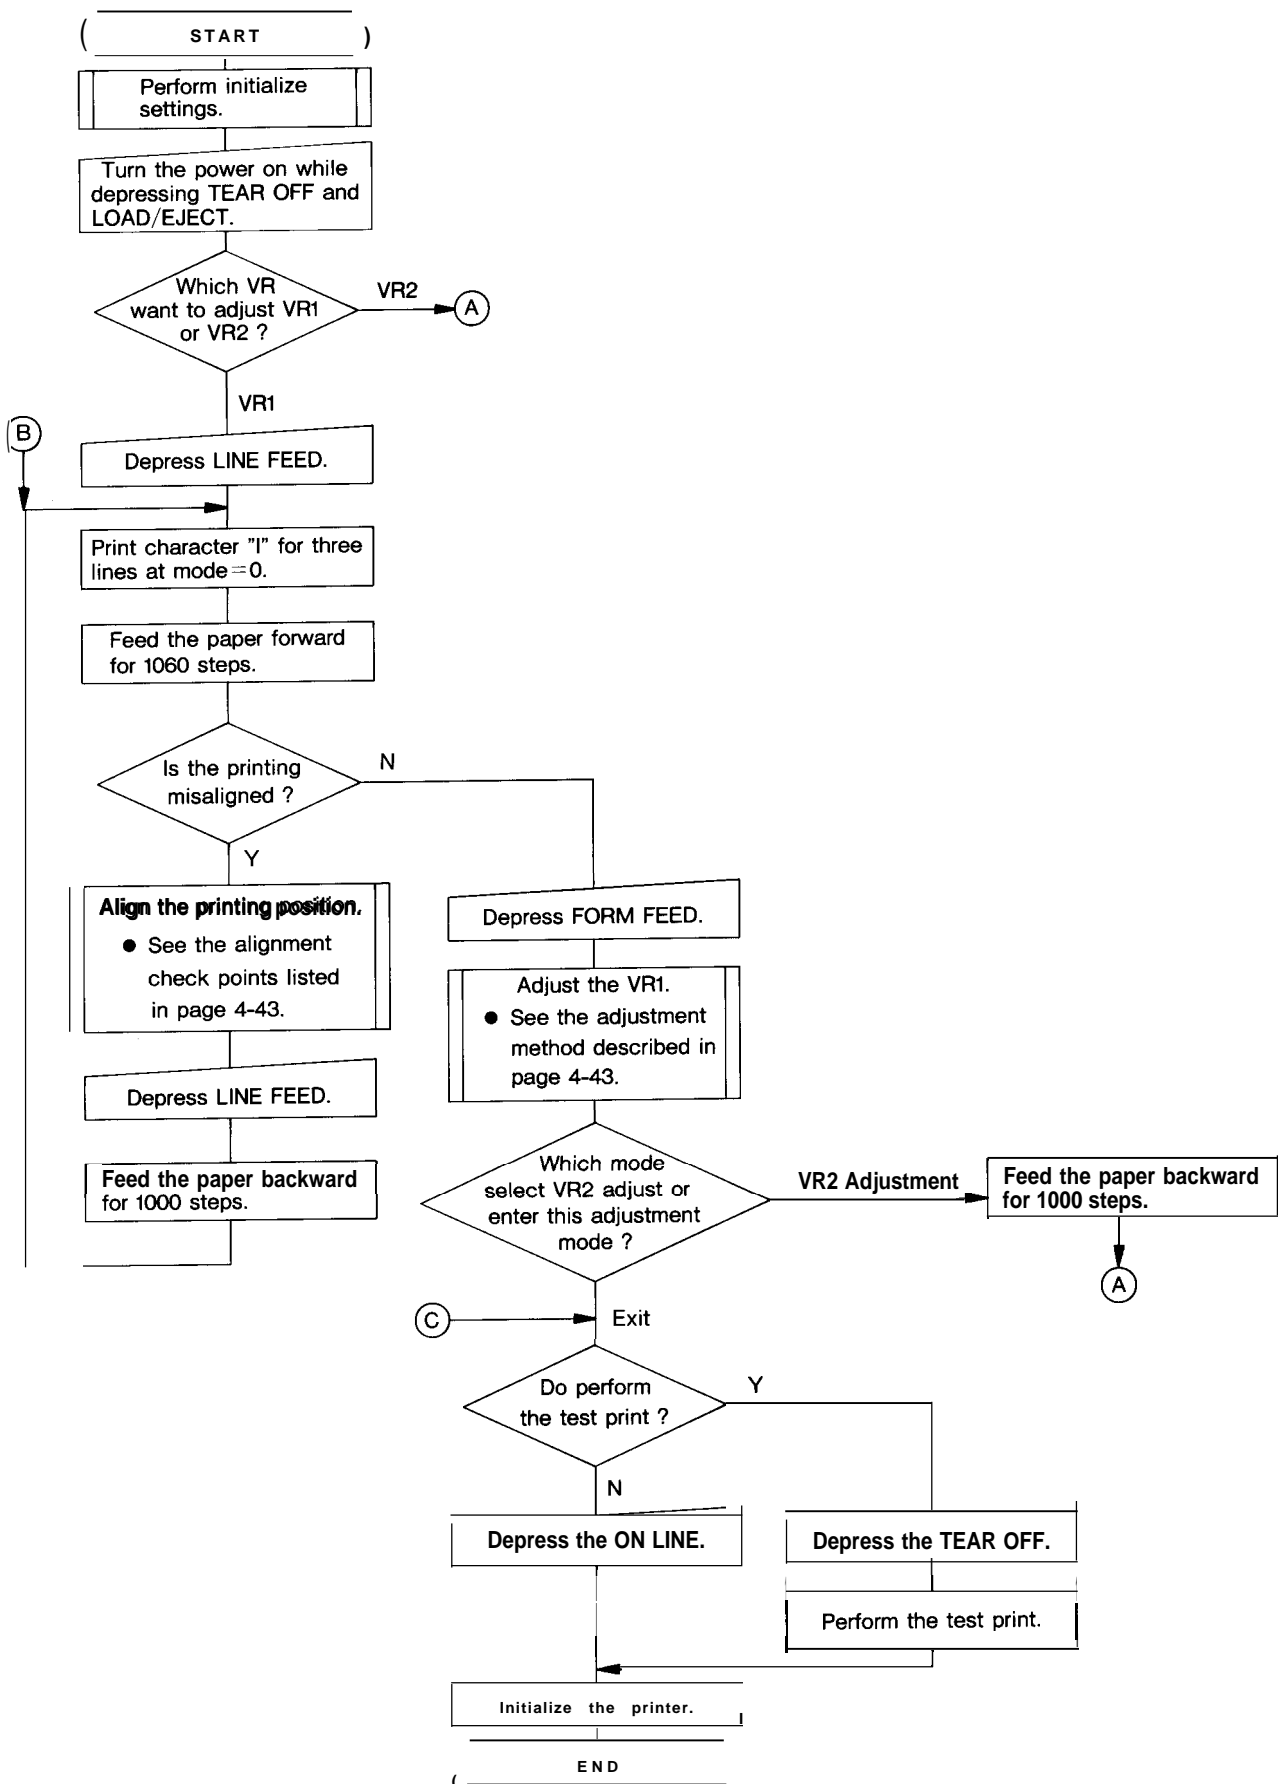 START
Perform initialize
settings.
Turn the power on while
depressing TEAR OFF and
LOAD/EJECT.
Which VR
want to adjust VR1
or VR2 ?
VR2
A
VR1
B
Depress LINE FEED.
Print character "I" for three
lines at mode=0.
Feed the paper forward
for 1060 steps.
Is the printing
misaligned ?
N
Y
Align the printing position.
● See the alignment
check points listed
in page 4-43.
Depress LINE FEED.
Feed the paper backward
for 1000 steps.
Depress FORM FEED.
Adjust the VR1.
● See the adjustment
method described in
page 4-43.
Which mode
select VR2 adjust or
enter this adjustment
mode ?
VR2 Adjustment
Feed the paper backward
for 1000 steps.
A
C
Exit
Do perform
the test print ?
Y
N
Depress the ON LINE.
Depress the TEAR OFF.
Perform the test print.
Initialize the printer.
END